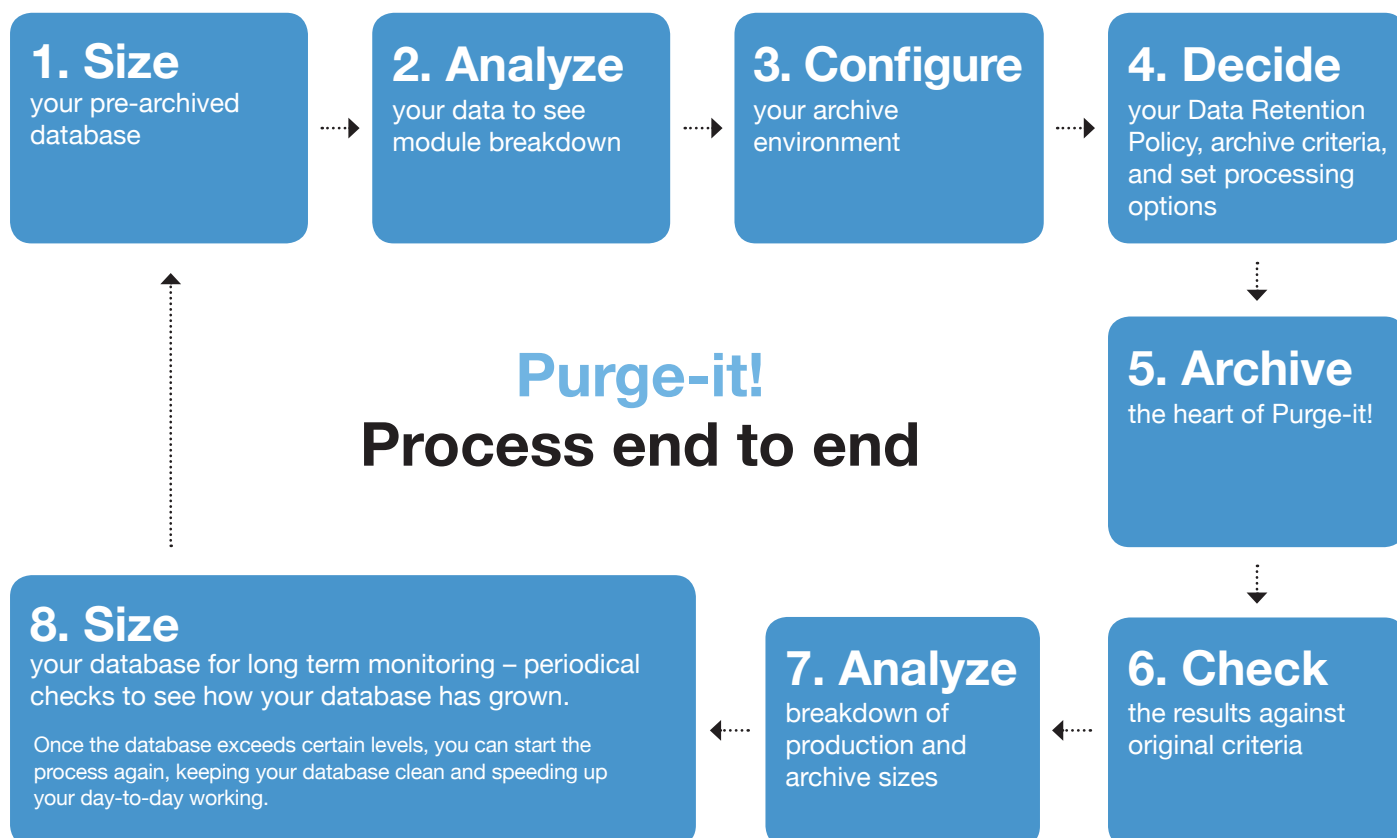 1. Size
your pre-archived
database
2. Analyze
your data to see
module breakdown
3. Configure
your archive
environment
4. Decide
your Data Retention
Policy, archive criteria,
and set processing
options
Purge-it!
Process end to end
5. Archive
the heart of Purge-it!
6. Check
the results against
original criteria
7. Analyze
breakdown of
production and
archive sizes
8. Size
your database for long term monitoring – periodical
checks to see how your database has grown.
Once the database exceeds certain levels, you can start the
process again, keeping your database clean and speeding up
your day-to-day working.